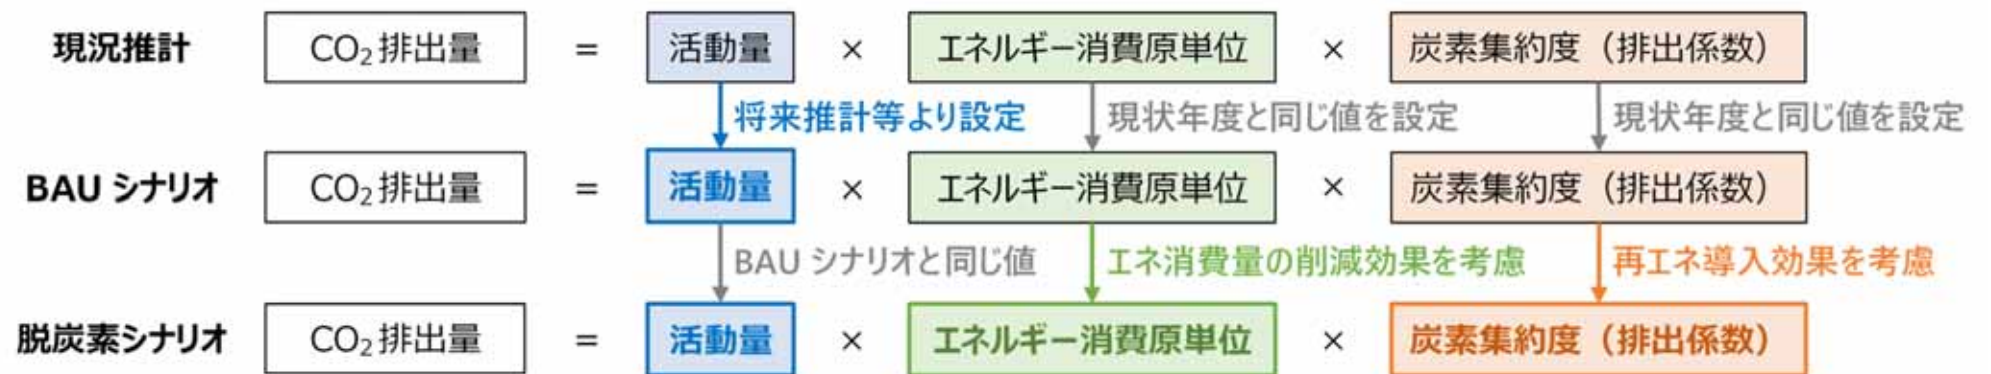 現況推計 CO₂排出量 = 活動量 × エネルギー消費原単位 × 炭素集約度（排出係数）
将来推計等より設定 現状年度と同じ値を設定 現状年度と同じ値を設定
BAU シナリオ CO₂排出量 = 活動量 × エネルギー消費原単位 × 炭素集約度（排出係数）
BAU シナリオと同じ値 エネ消費量の削減効果を考慮 再エネ導入効果を考慮
脱炭素シナリオ CO₂排出量 = 活動量 × エネルギー消費原単位 × 炭素集約度（排出係数）